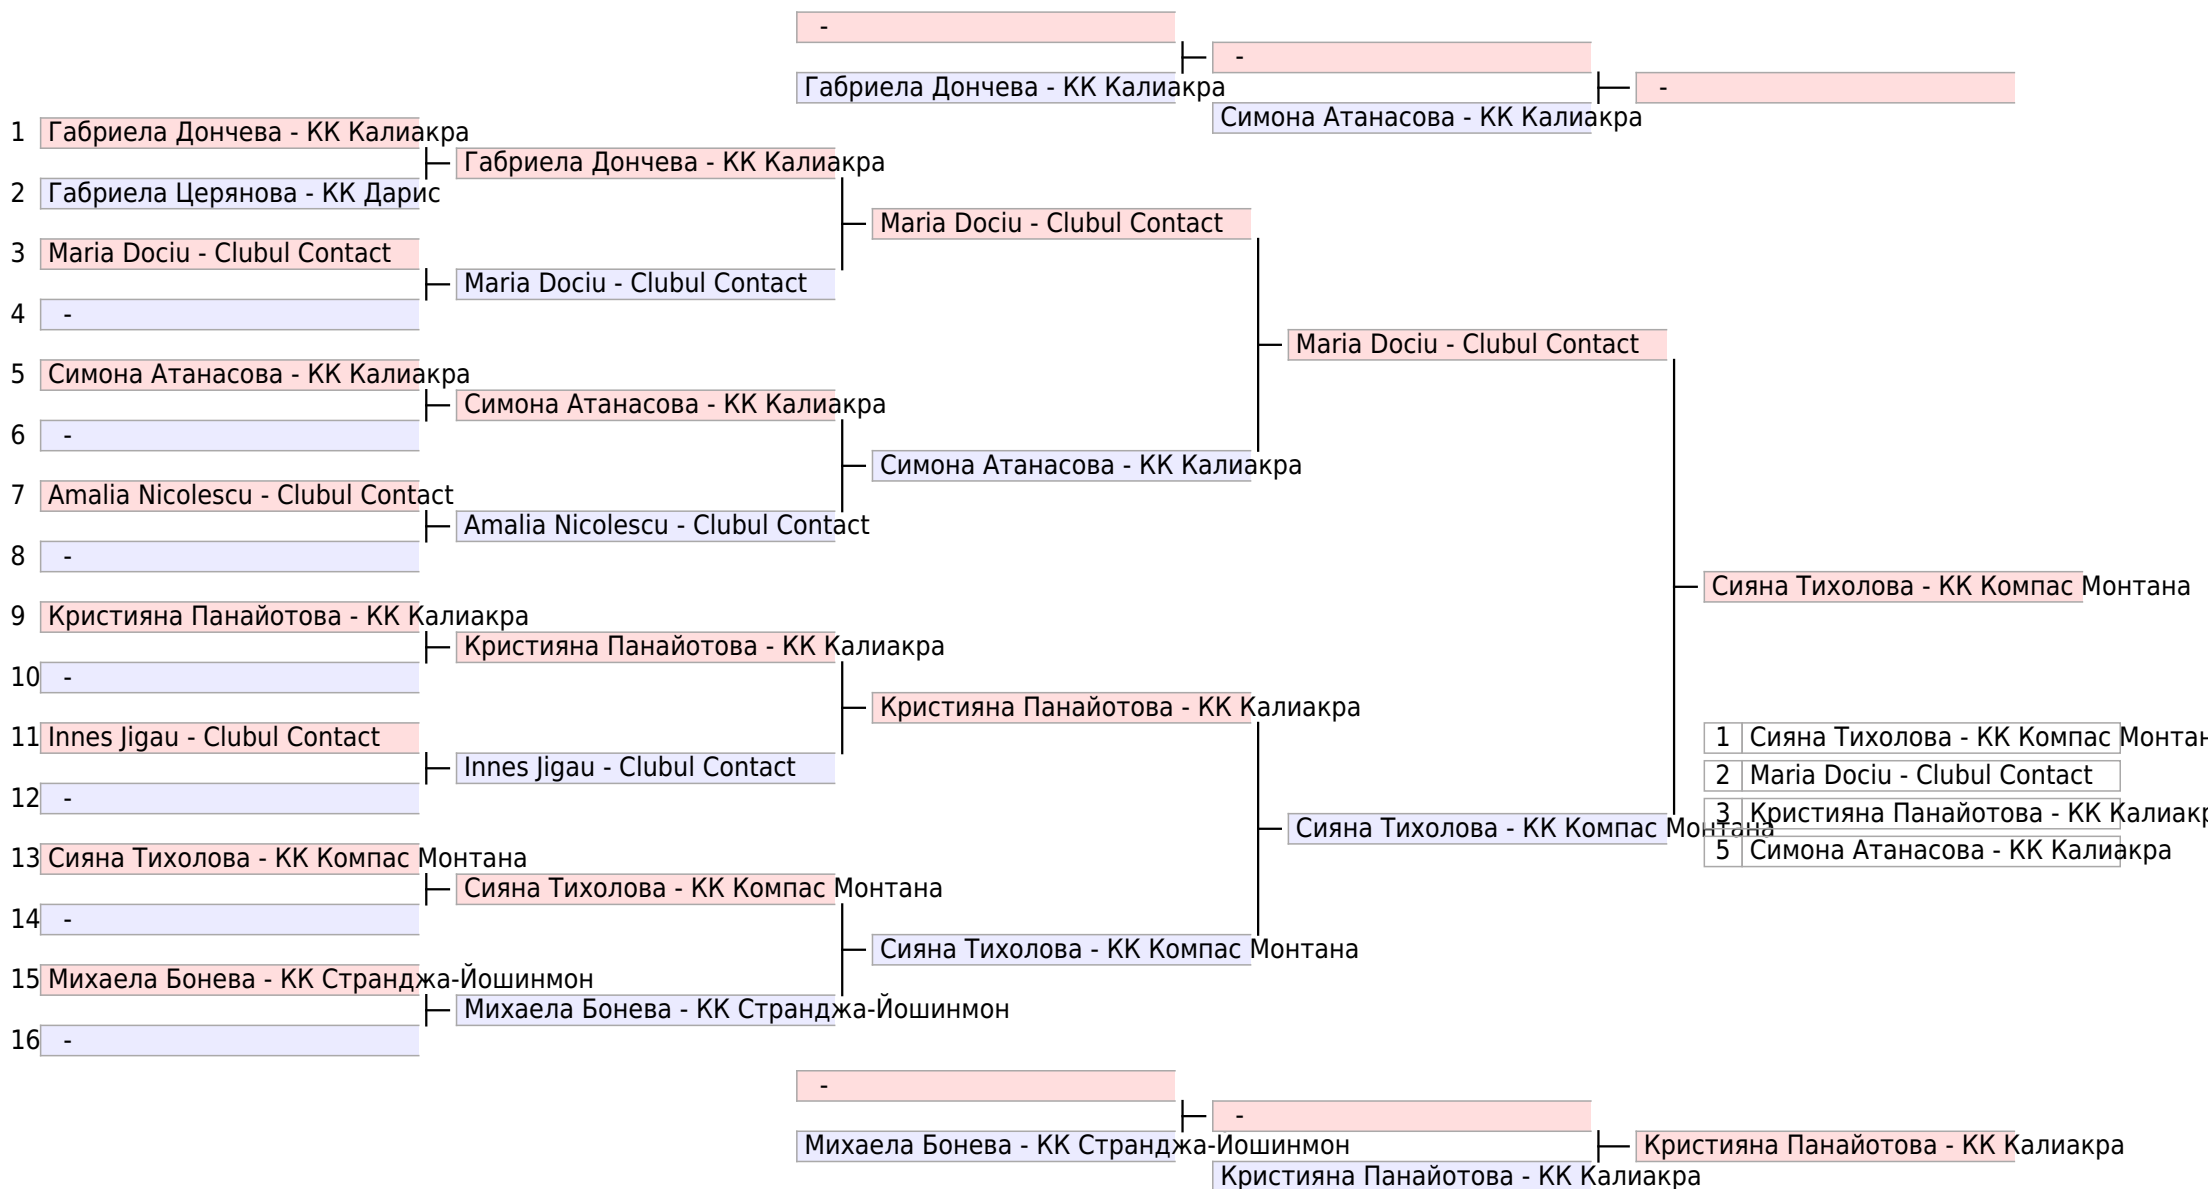 -
-
Габриела Дончева - КК Калиакра
-
Симона Атанасова - КК Калиакра
1 Габриела Дончева - КК Калиакра
Габриела Дончева - КК Калиакра
2 Габриела Церянова - КК Дарис
Maria Dociu - Clubul Contact
3 Maria Dociu - Clubul Contact
Maria Dociu - Clubul Contact
4 -
Maria Dociu - Clubul Contact
5 Симона Атанасова - КК Калиакра
Симона Атанасова - КК Калиакра
6 -
Симона Атанасова - КК Калиакра
7 Amalia Nicolescu - Clubul Contact
Amalia Nicolescu - Clubul Contact
8 -
Сияна Тихолова - КК Компас Монтана
9 Кристияна Панайотова - КК Калиакра
Кристияна Панайотова - КК Калиакра
10 -
Кристияна Панайотова - КК Калиакра
11 Innes Jigau - Clubul Contact
Innes Jigau - Clubul Contact
12 -
1 Сияна Тихолова - КК Компас Монтан
2 Maria Dociu - Clubul Contact
3 Кристияна Панайотова - КК Калиакр
5 Симона Атанасова - КК Калиакра
Сияна Тихолова - КК Компас Монтана
13 Сияна Тихолова - КК Компас Монтана
Сияна Тихолова - КК Компас Монтана
14 -
Сияна Тихолова - КК Компас Монтана
15 Михаела Бонева - КК Странджа-Йошинмон
Михаела Бонева - КК Странджа-Йошинмон
16 -
-
-
Михаела Бонева - КК Странджа-Йошинмон
Кристияна Панайотова - КК Калиакра
Кристияна Панайотова - КК Калиакра